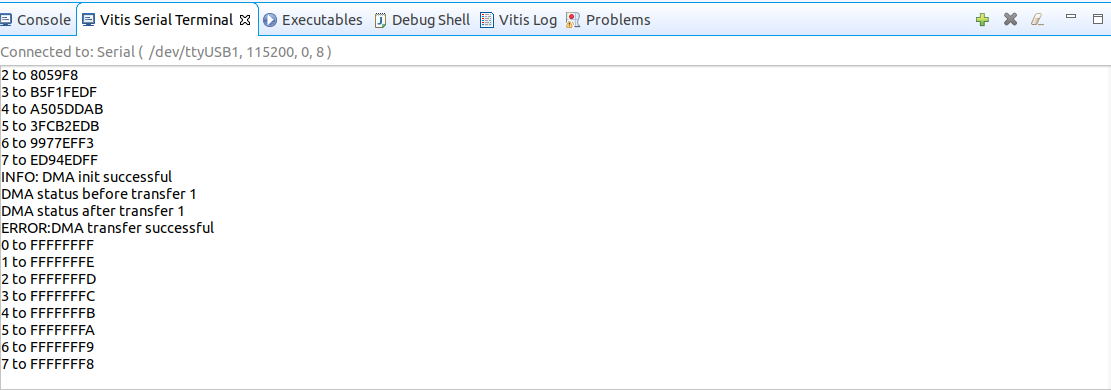 Console Vitis Serial Terminal Executables Debug Shell Vitis Log Problems
Connected to: Serial ( /dev/ttyUSB1, 115200, 0, 8 )
2 to 8059F8
3 to B5F1FEDF
4 to A505DDAB
5 to 3FCB2EDB
6 to 9977EFF3
7 to ED94EDFF
INFO: DMA init successful
DMA status before transfer 1
DMA status after transfer 1
ERROR:DMA transfer successful
0 to FFFFFFFF
1 to FFFFFFFE
2 to FFFFFFFD
3 to FFFFFFFC
4 to FFFFFFFB
5 to FFFFFFFA
6 to FFFFFFF9
7 to FFFFFFF8